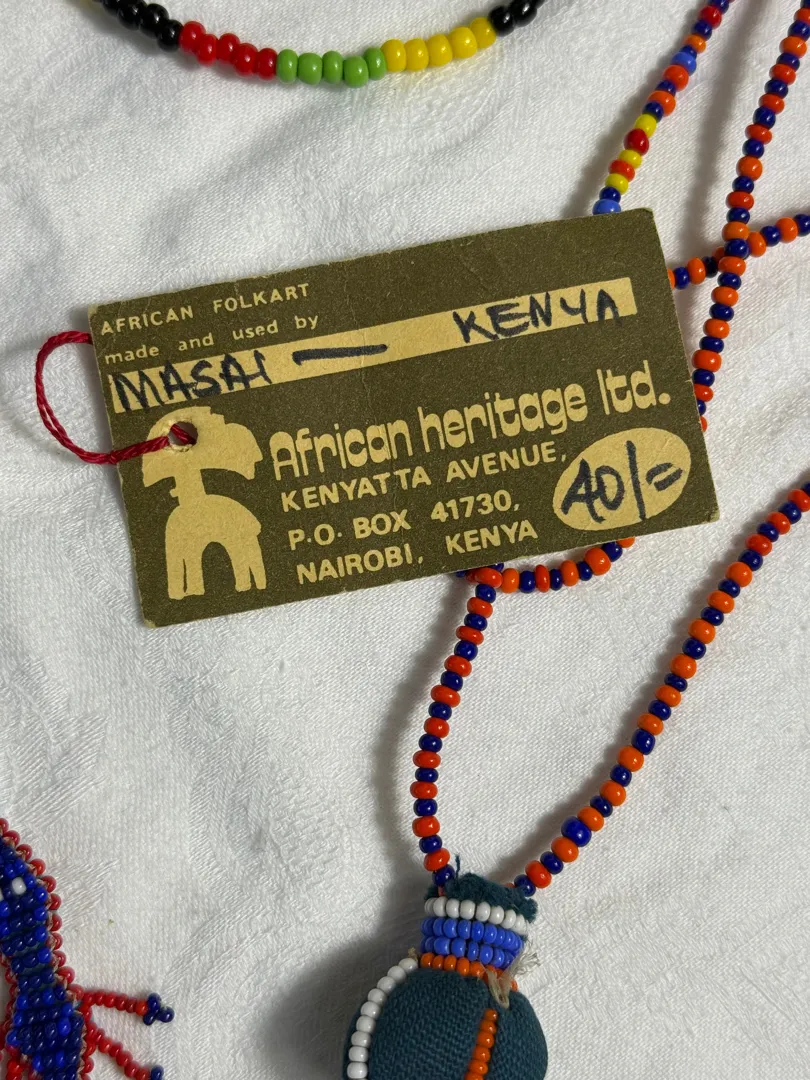 AFRICAN FOLKART
made and used by
MASAI — KENYA
African heritage ltd.
KENYATTA AVENUE,
P.O. BOX 41730,
NAIROBI, KENYA
40/=